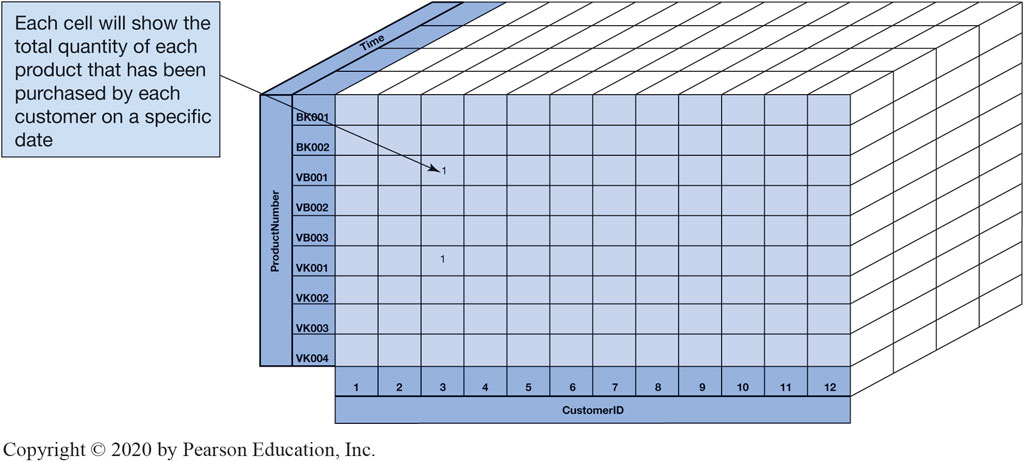 Each cell will show the
total quantity of each
product that has been
purchased by each
customer on a specific
date
Time
ProductNumber
BK001
BK002
VB001
1
VB002
VB003
VK001
1
VK002
VK003
VK004
1 2 3 4 5 6 7 8 9 10 11 12
CustomerID
Copyright © 2020 by Pearson Education, Inc.